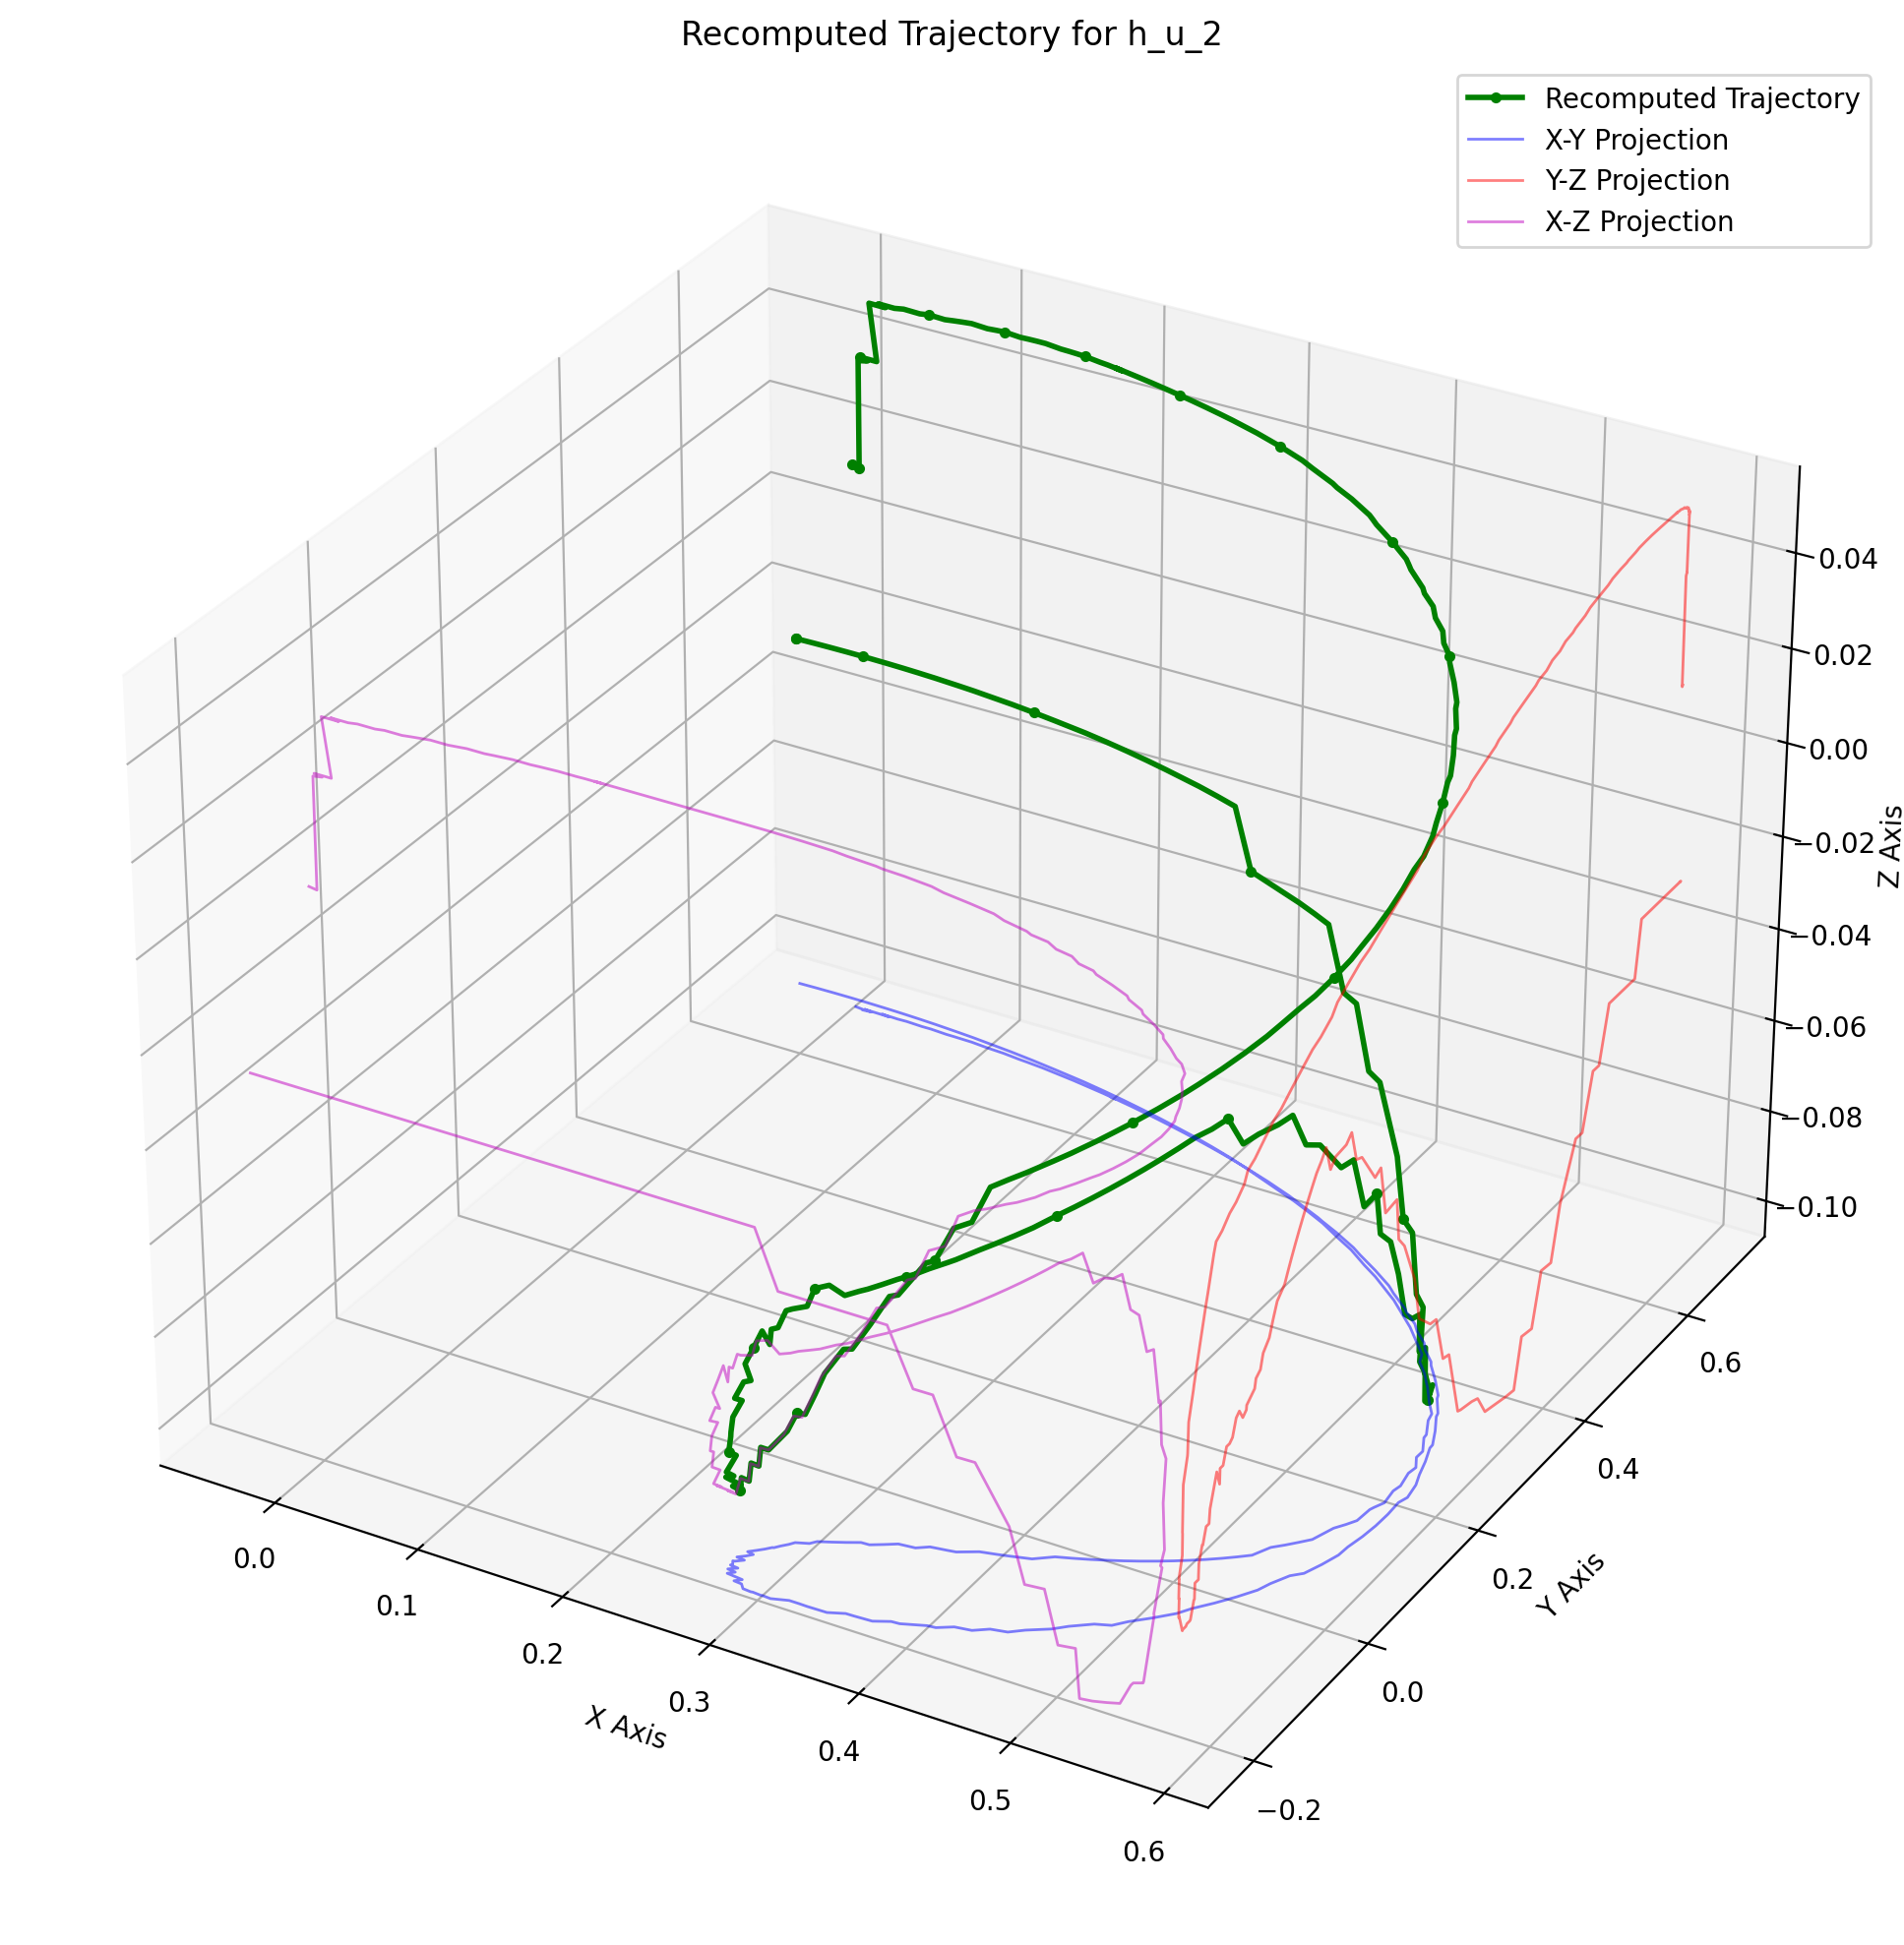 Recomputed Trajectory for h_u_2
Recomputed Trajectory
X-Y Projection
Y-Z Projection
X-Z Projection
0.04
0.02
0.00
−0.02
−0.04
−0.06
−0.08
−0.10
Z Axis
0.6
0.4
0.2
0.0
−0.2
Y Axis
0.0
0.1
0.2
0.3
0.4
0.5
0.6
X Axis